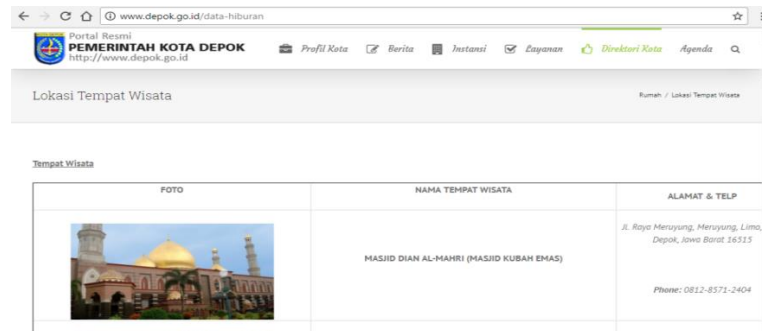 www.depok.go.id/data-hiburan
Portal Resmi
PEMERINTAH KOTA DEPOK
http://www.depok.go.id
Profil Kota Berita Instansi Layanan Direktori Kota Agenda
Lokasi Tempat Wisata
Rumah / Lokasi Tempat Wisata
Tempat Wisata
FOTO NAMA TEMPAT WISATA ALAMAT & TELP
MASJID DIAN AL-MAHRI (MASJID KUBAH EMAS)
Jl. Raya Meruyung, Meruyung, Limo,
Depok, Jawa Barat 16515
Phone: 0812-8571-2404